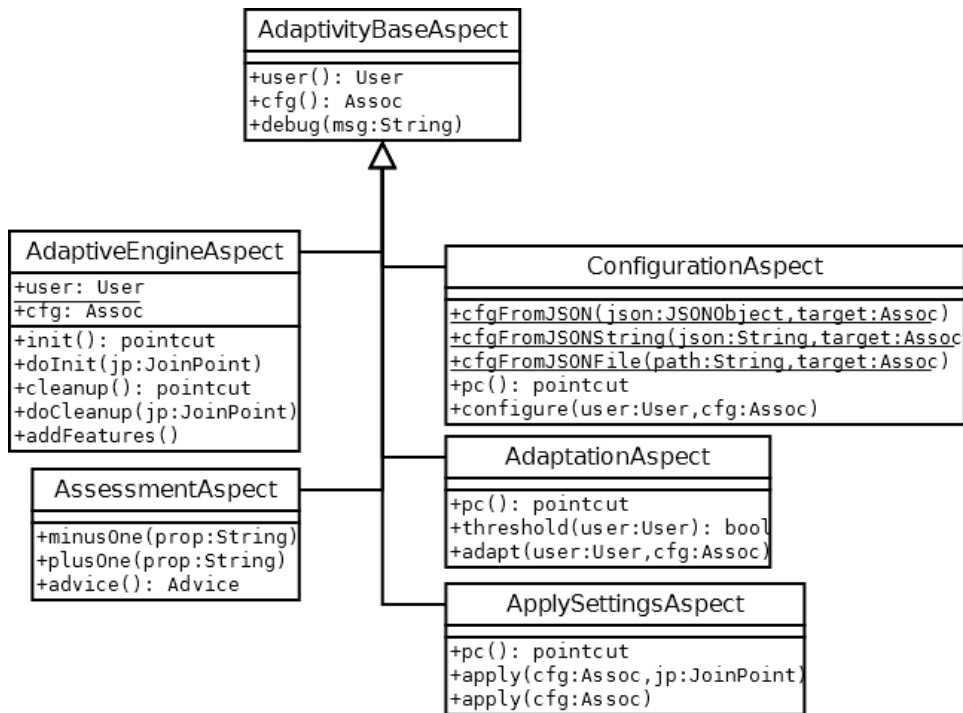 AdaptivityBaseAspect
+user(): User
+cfg(): Assoc
+debug(msg:String)
AdaptiveEngineAspect
+user: User
+cfg: Assoc
+init(): pointcut
+doInit(jp:JoinPoint)
+cleanup(): pointcut
+doCleanup(jp:JoinPoint)
+addFeatures()
ConfigurationAspect
+cfgFromJSON(json:JSONObject,target:Assoc)
+cfgFromJSONString(json:String,target:Assoc
+cfgFromJSONFile(path:String,target:Assoc)
+pc(): pointcut
+configure(user:User,cfg:Assoc)
AssessmentAspect
+minusOne(prop:String)
+plusOne(prop:String)
+advice(): Advice
AdaptationAspect
+pc(): pointcut
+threshold(user:User): bool
+adapt(user:User,cfg:Assoc)
ApplySettingsAspect
+pc(): pointcut
+apply(cfg:Assoc,jp:JoinPoint)
+apply(cfg:Assoc)